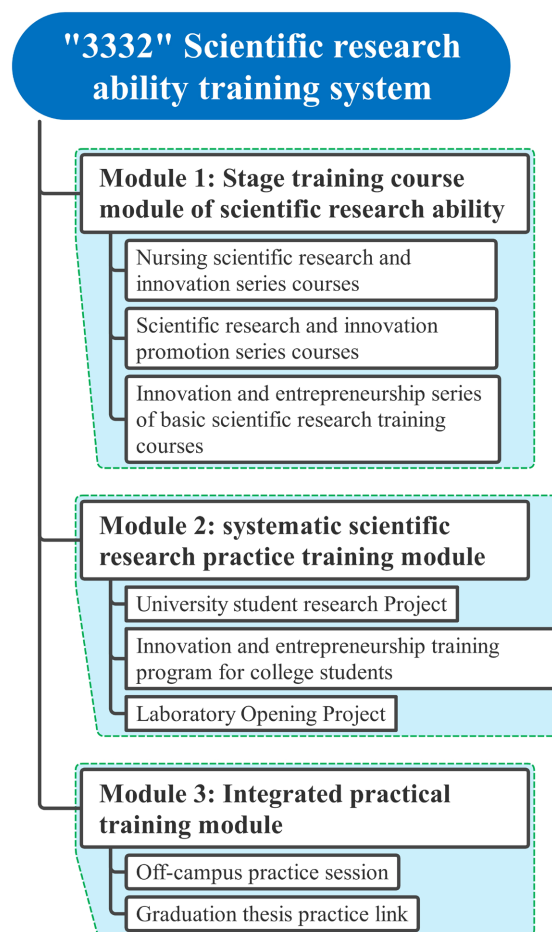 "3332" Scientific research
ability training system
Module 1: Stage training course
module of scientific research ability
Nursing scientific research and
innovation series courses
Scientific research and innovation
promotion series courses
Innovation and entrepreneurship series
of basic scientific research training
courses
Module 2: systematic scientific
research practice training module
University student research Project
Innovation and entrepreneurship training
program for college students
Laboratory Opening Project
Module 3: Integrated practical
training module
Off-campus practice session
Graduation thesis practice link